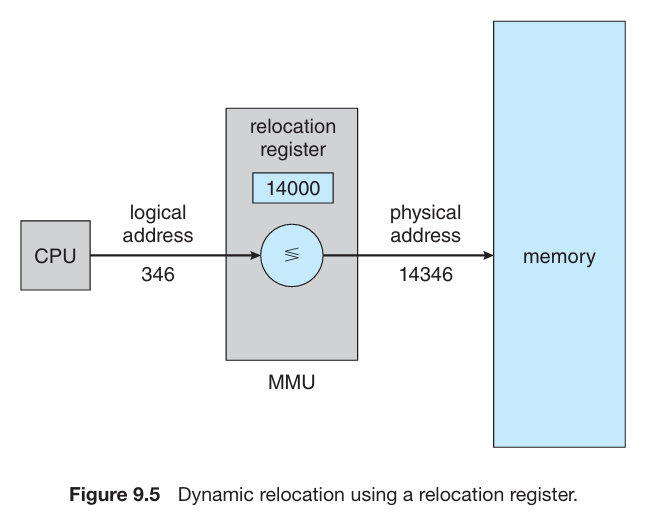 relocation
register
14000
logical
address
physical
address
CPU
≶
memory
346
14346
MMU
Figure 9.5 Dynamic relocation using a relocation register.